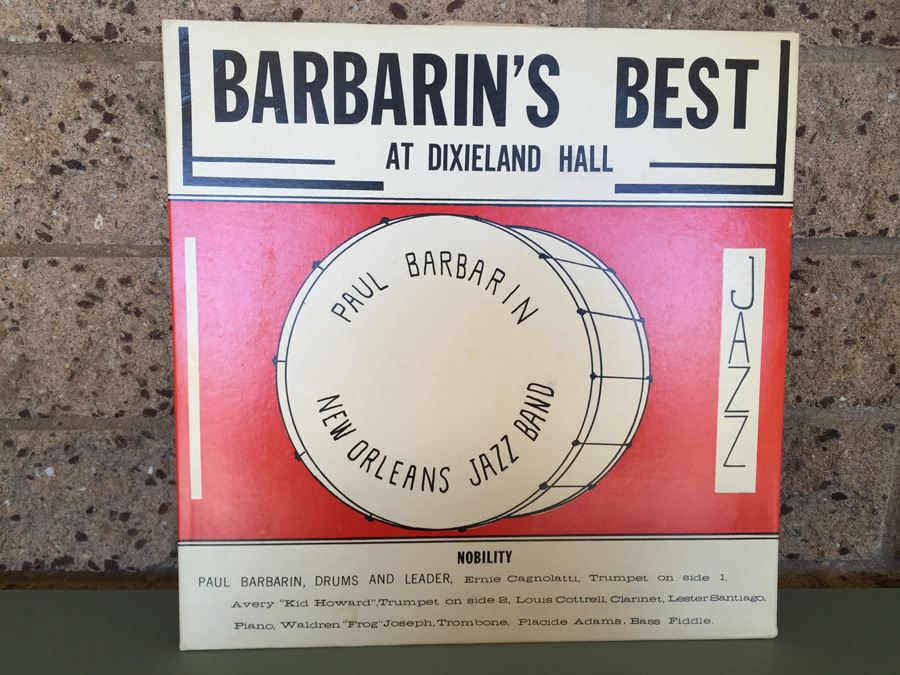 BARBARIN'S BEST
AT DIXIELAND HALL
PAUL BARBARIN
NEW ORLEANS JAZZ BAND
JAZZ
NOBILITY
PAUL BARBARIN, DRUMS AND LEADER, Ernie Cagnolatti, Trumpet on side 1,
Avery "Kid Howard",Trumpet on side 2, Louis Cottrell, Clarinet, Lester Santiago,
Piano, Waldren "Frog" Joseph, Trombone, Placide Adams, Bass Fiddle.